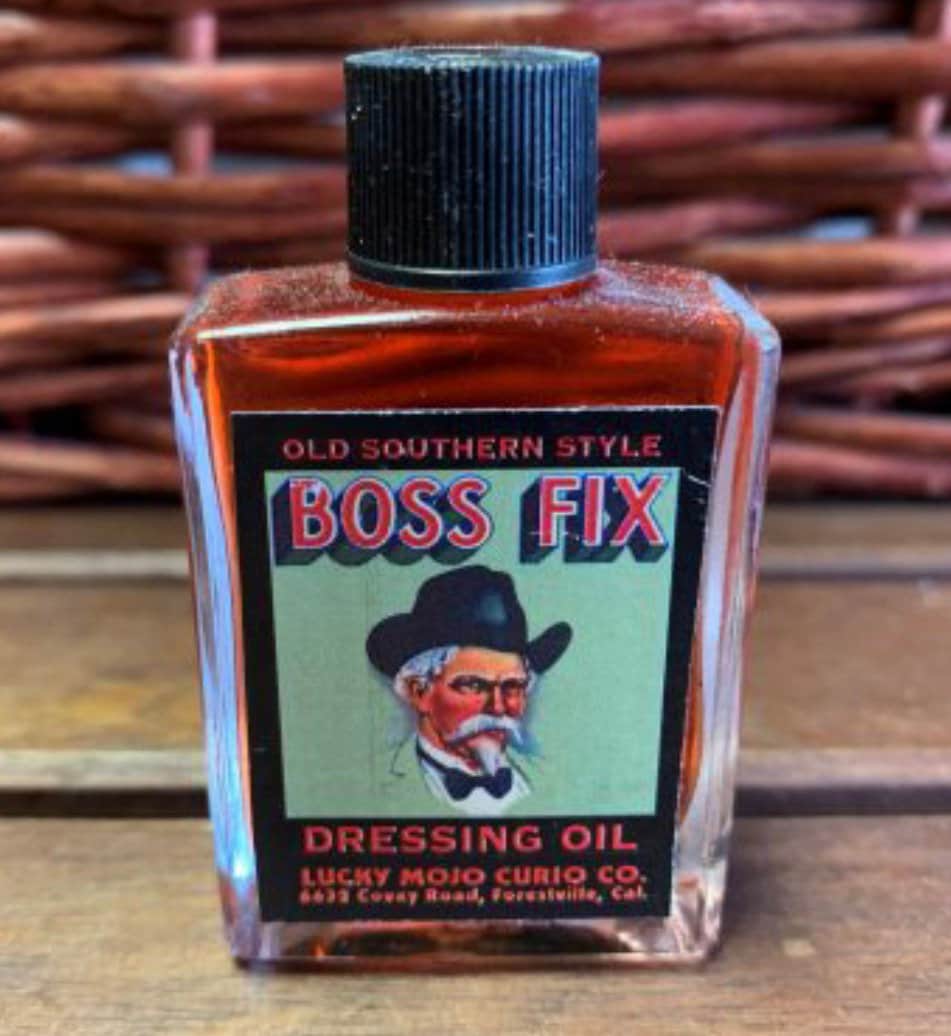 OLD SOUTHERN STYLE
BOSS FIX
DRESSING OIL
LUCKY MOJO CURIO CO.
6632 Covey Road, Forestville, Cal.